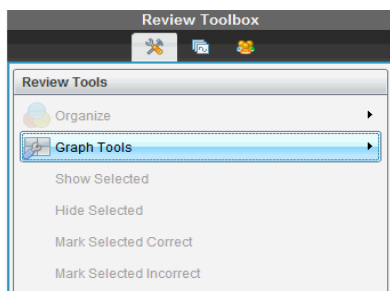 Review Toolbox
Review Tools
Organize
Graph Tools
Show Selected
Hide Selected
Mark Selected Correct
Mark Selected Incorrect